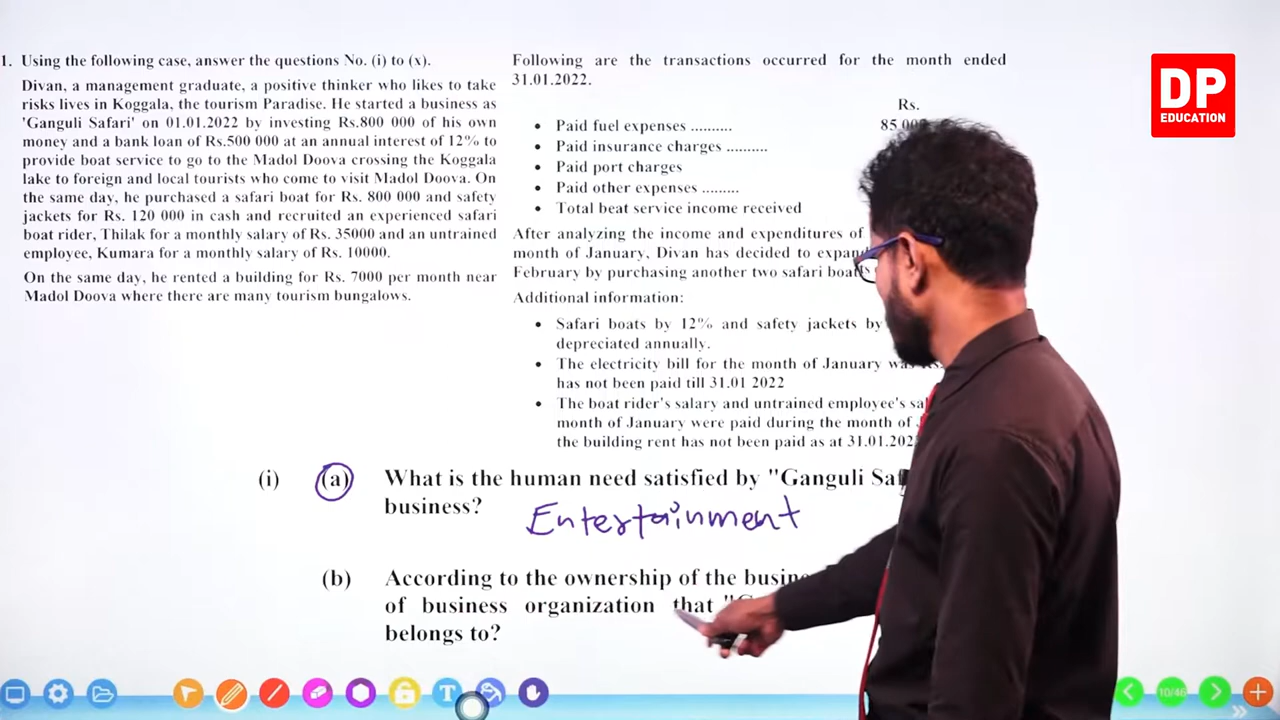 1. Using the following case, answer the questions No. (i) to (x).
Divan, a management graduate, a positive thinker who likes to take
risks lives in Koggala, the tourism Paradise. He started a business as
'Ganguli Safari' on 01.01.2022 by investing Rs.800 000 of his own
money and a bank loan of Rs.500 000 at an annual interest of 12% to
provide boat service to go to the Madol Doova crossing the Koggala
lake to foreign and local tourists who come to visit Madol Doova. On
the same day, he purchased a safari boat for Rs. 800 000 and safety
jackets for Rs. 120 000 in cash and recruited an experienced safari
boat rider, Thilak for a monthly salary of Rs. 35000 and an untrained
employee, Kumara for a monthly salary of Rs. 10000.
On the same day, he rented a building for Rs. 7000 per month near
Madol Doova where there are many tourism bungalows.
Following are the transactions occurred for the month ended
31.01.2022.
Rs.
• Paid fuel expenses ..........
• Paid insurance charges ..........
• Paid port charges
• Paid other expenses .........
• Total beat service income received
After analyzing the income and expenditures of
month of January, Divan has decided to
February by purchasing another two safari boats
Additional information:
• Safari boats by 12% and safety jackets by
depreciated annually.
• The electricity bill for the month of January was
has not been paid till 31.01 2022
• The boat rider's salary and untrained employee's
month of January were paid during the month of
the building rent has not been paid as at
(i) (a) What is the human need satisfied by "Ganguli
business?
Entertainment
(b) According to the ownership of the
of business organization that
belongs to?
DP
EDUCATION
T
10/46